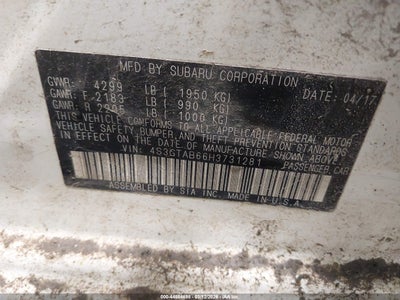 MFD BY SUBARU CORPORATION DATE: 04/17
GVWR: 4299 LB ( 1950 KG)
GAWR: F 2183 LB ( 990 KG)
GAWR: R 2205 LB ( 1000 KG)
THIS VEHICLE CONFORMS TO ALL APPLICABLE FEDERAL MOTOR
VEHICLE SAFETY, BUMPER, AND THEFT PREVENTION STANDARDS
IN EFFECT ON THE DATE OF MANUFACTURE SHOWN ABOVE.
VIN: 4S3GTAB66H3731281 PASSENGER CAR
ASSEMBLED BY SIA INC. MADE IN U.S.A.